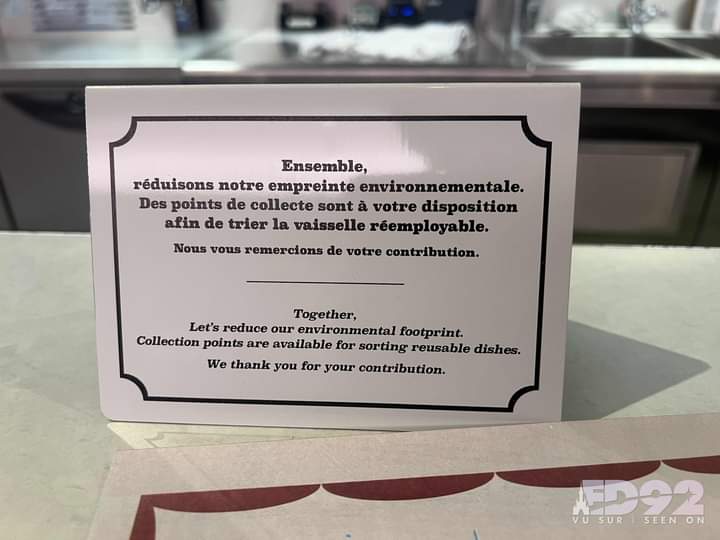 Ensemble,
réduisons notre empreinte environnementale.
Des points de collecte sont à votre disposition
afin de trier la vaisselle réemployable.
Nous vous remercions de votre contribution.
Together,
Let's reduce our environmental footprint.
Collection points are available for sorting reusable dishes.
We thank you for your contribution.
ED92
VU SUR | SEEN ON